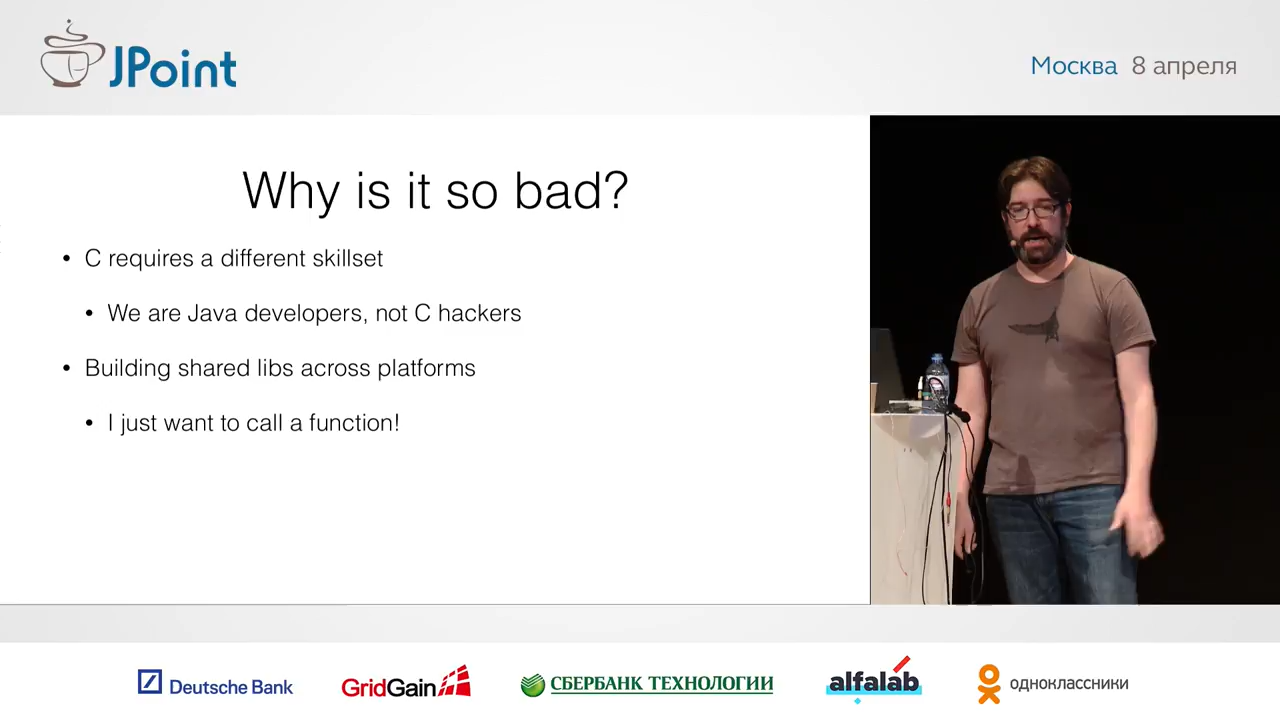 JPoint
Москва 8 апреля
Why is it so bad?
• C requires a different skillset
• We are Java developers, not C hackers
• Building shared libs across platforms
• I just want to call a function!
Deutsche Bank
GridGain
СБЕРБАНК ТЕХНОЛОГИИ
alfalab
одноклассники